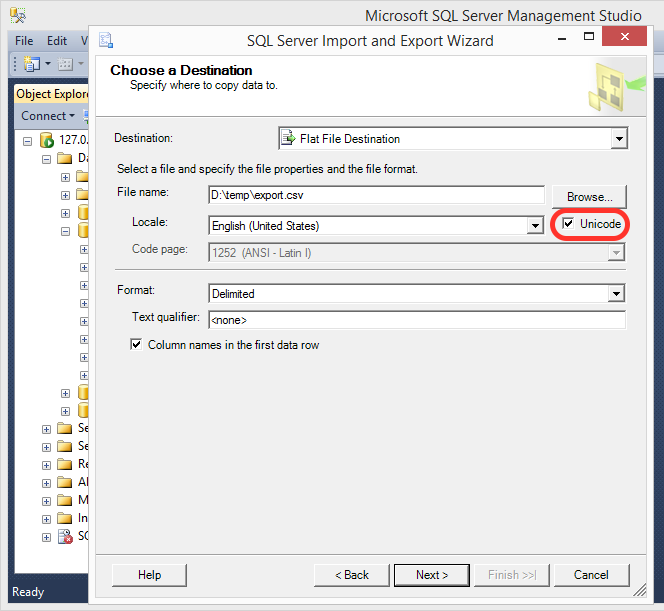 Microsoft SQL Server Management Studio
File Edit V
SQL Server Import and Export Wizard
Choose a Destination
Specify where to copy data to.
Object Explore
Connect
Destination: Flat File Destination
127.0.
Da
Select a file and specify the file properties and the file format.
File name: D:\temp\export.csv Browse...
Locale: English (United States) Unicode
Code page: 1252 (ANSI - Latin I)
Format: Delimited
Text qualifier: <none>
Column names in the first data row
Se
Se
Re
Al
M
In
SQ
Help < Back Next > Finish >>| Cancel
Ready